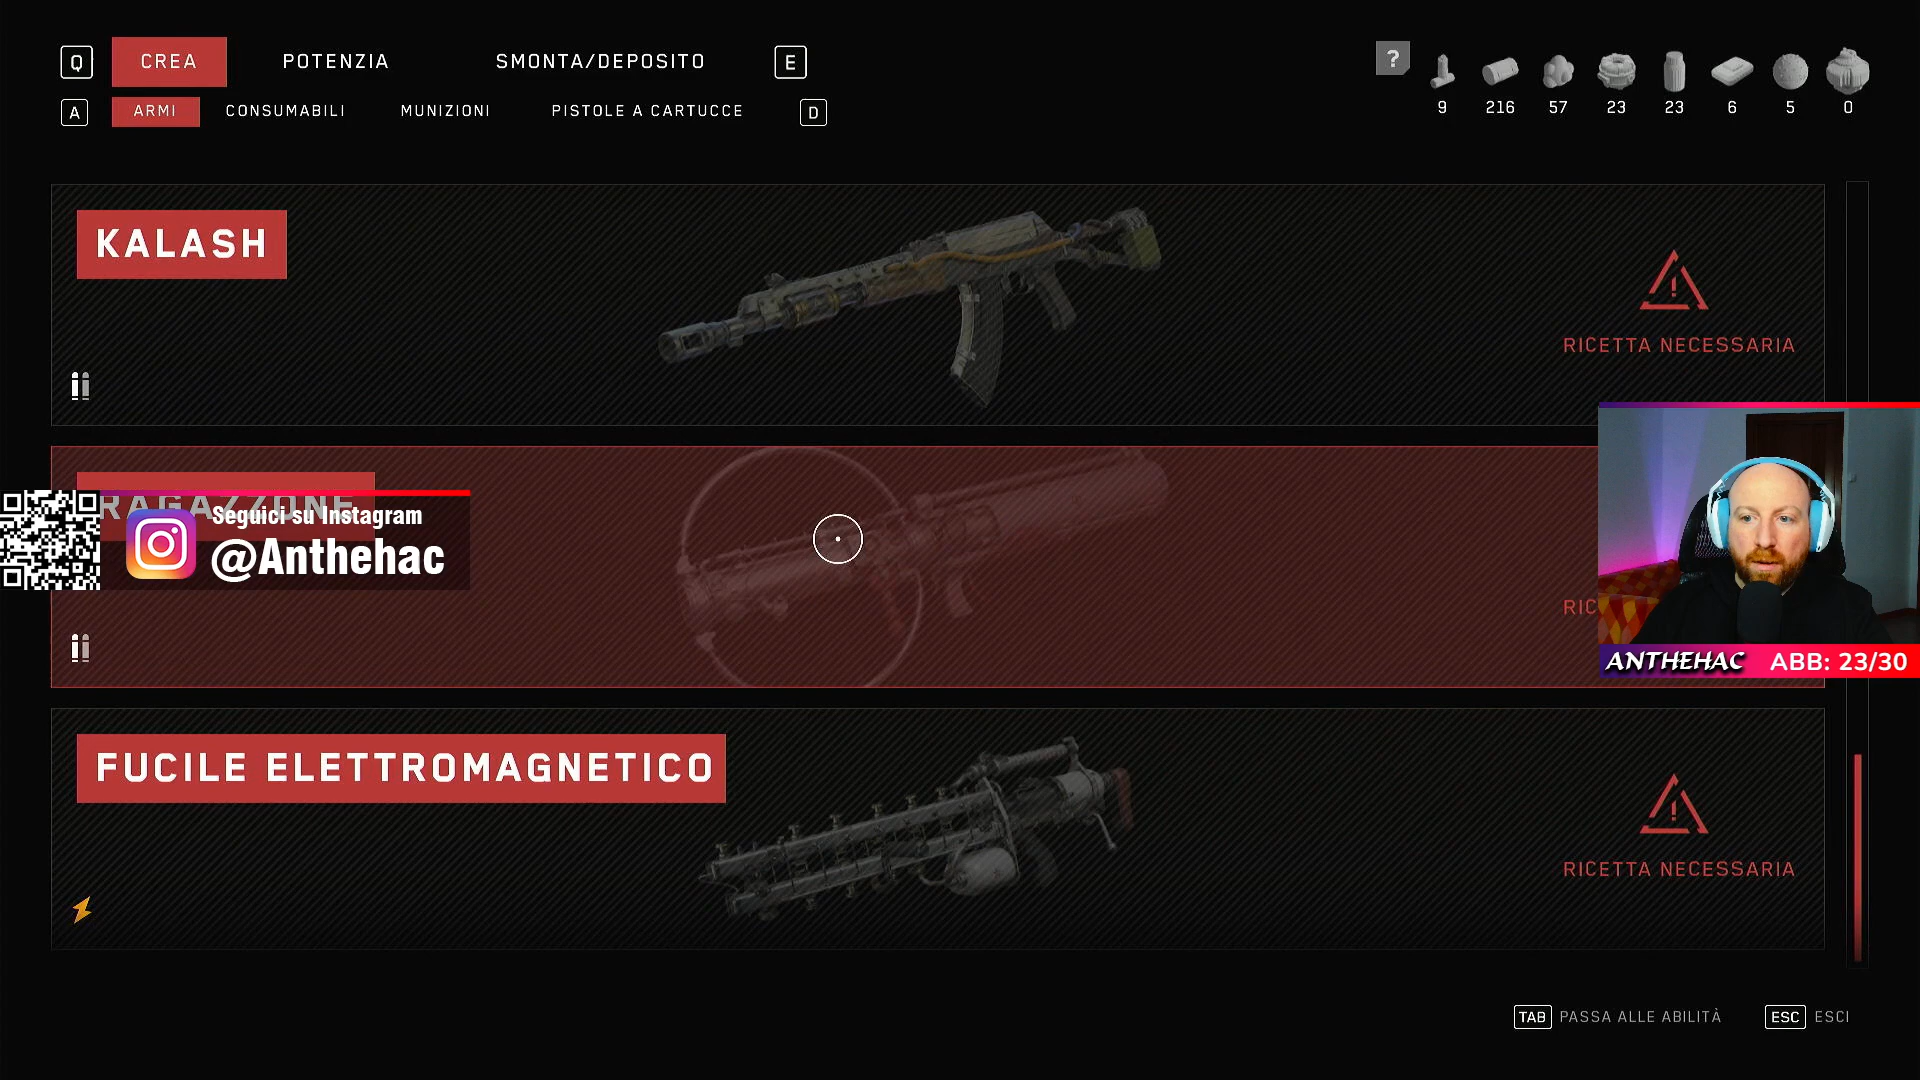 Q CREA POTENZIA SMONTA/DEPOSITO E
A ARMI CONSUMABILI MUNIZIONI PISTOLE A CARTUCCE D
?
9 216 57 23 23 6 5 0
KALASH
RICETTA NECESSARIA
RAGAZZONE
Seguici su Instagram
@Anthehac
RIC
ANTHEHAC ABB: 23/30
FUCILE ELETTROMAGNETICO
RICETTA NECESSARIA
TAB PASSA ALLE ABILITÀ ESC ESCI